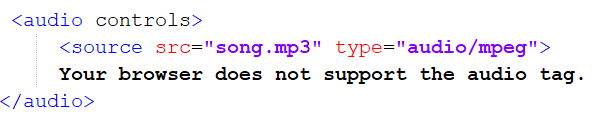 <audio controls>
<source src="song.mp3" type="audio/mpeg">
Your browser does not support the audio tag.
</audio>